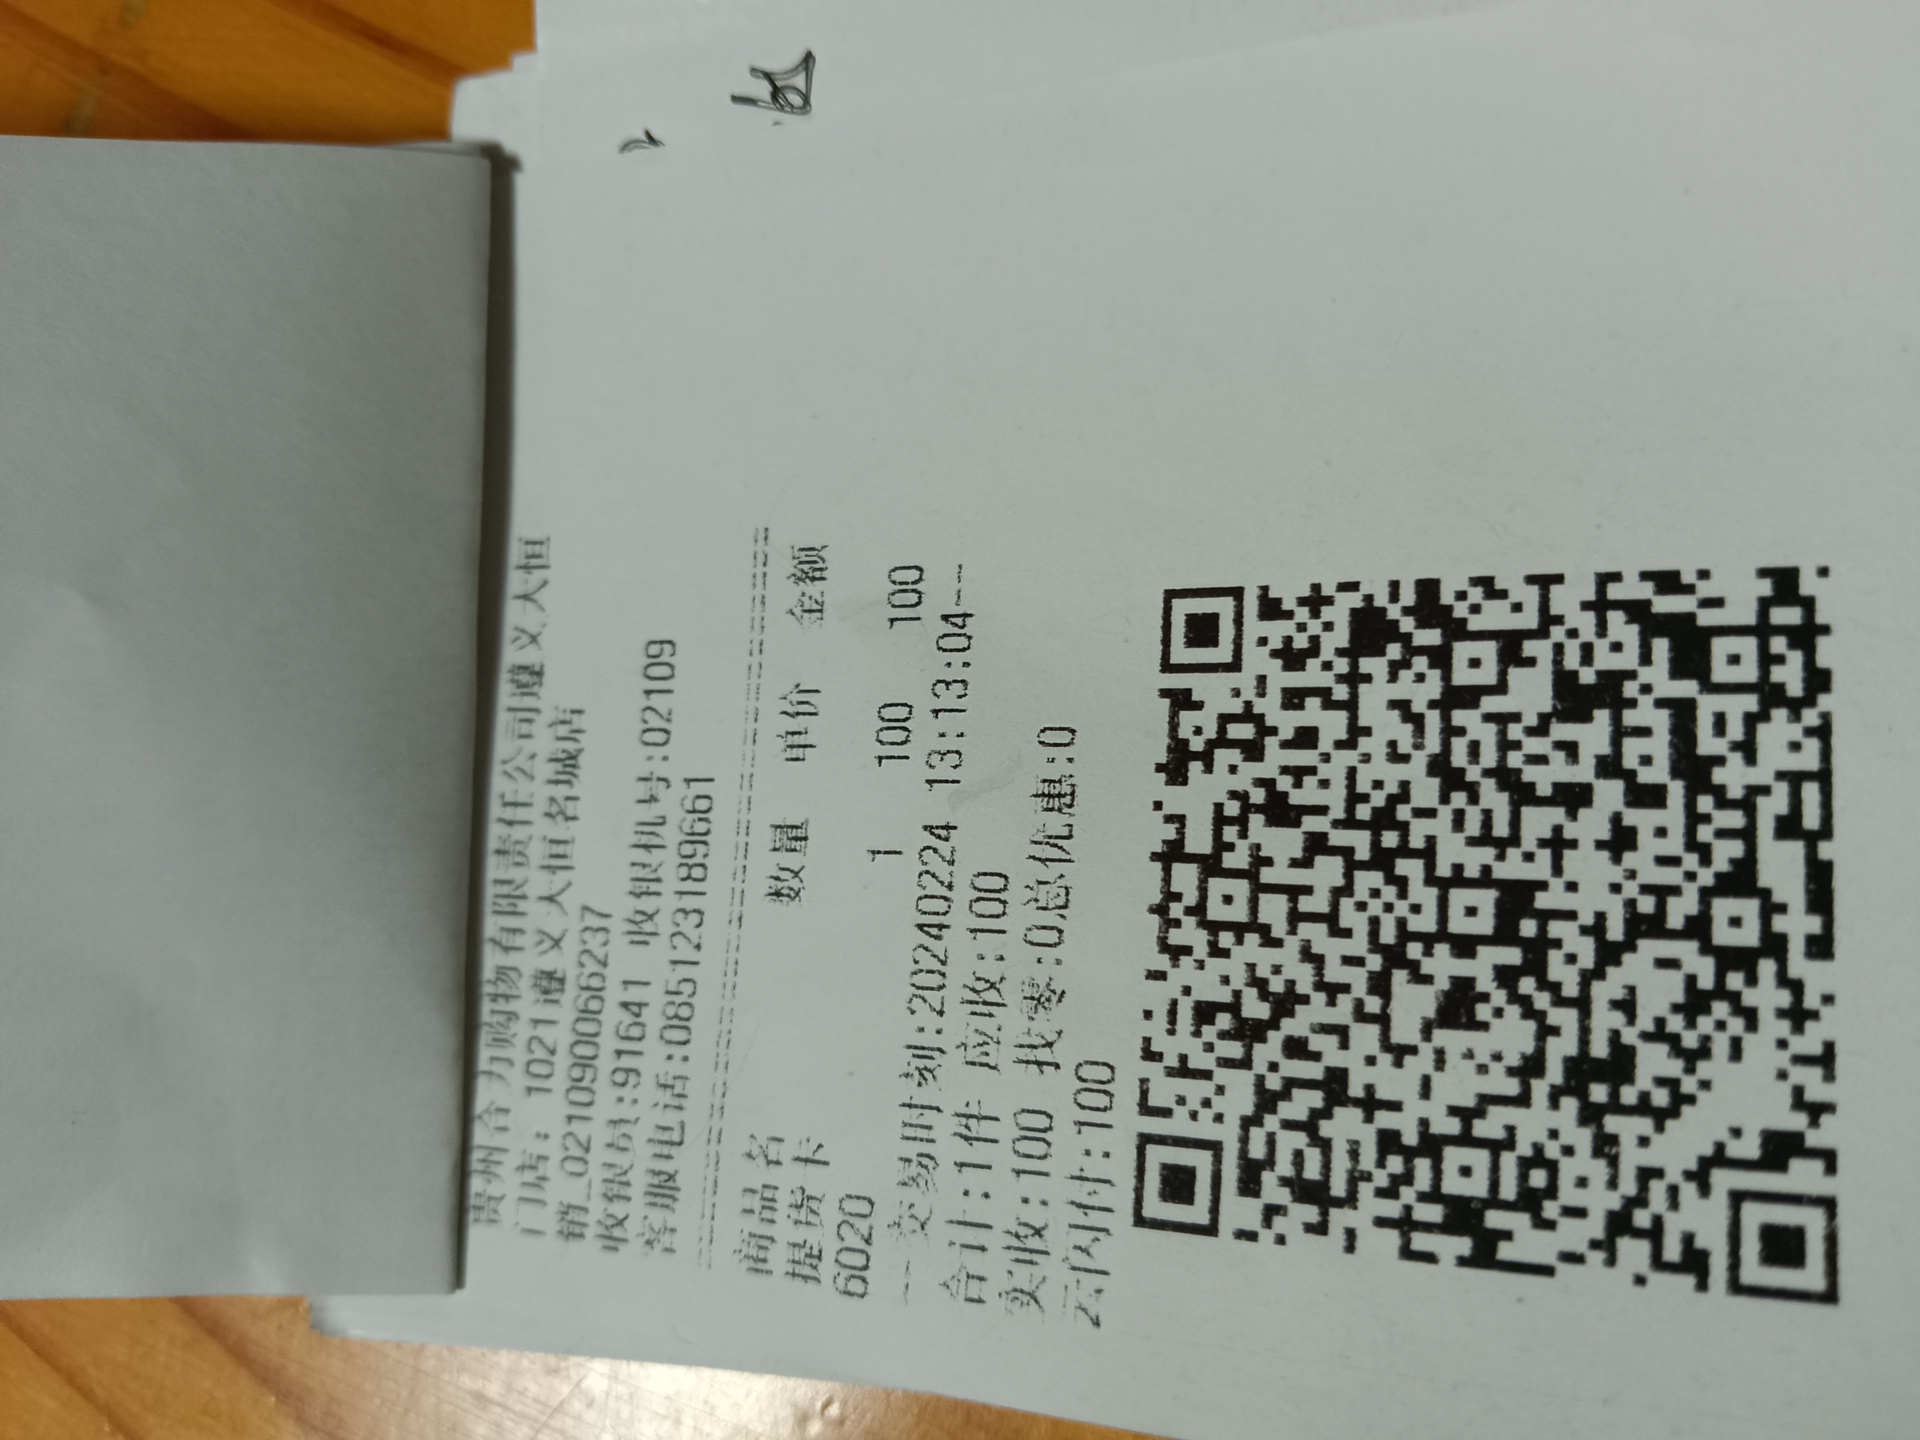 贵州合力购物有限责任公司遵义大恒
门店：1021遵义大恒名城店
销_02109006623​7
收银员:91641 收银机号:02109
客服电话:085123189661
商品名 数量 单价 金额
提货卡
6020 1 100 100
--交易时刻:20240224 13:13:04--
合计:1件 应收:100
实收:100 找零:0总优惠:0
云闪付:100